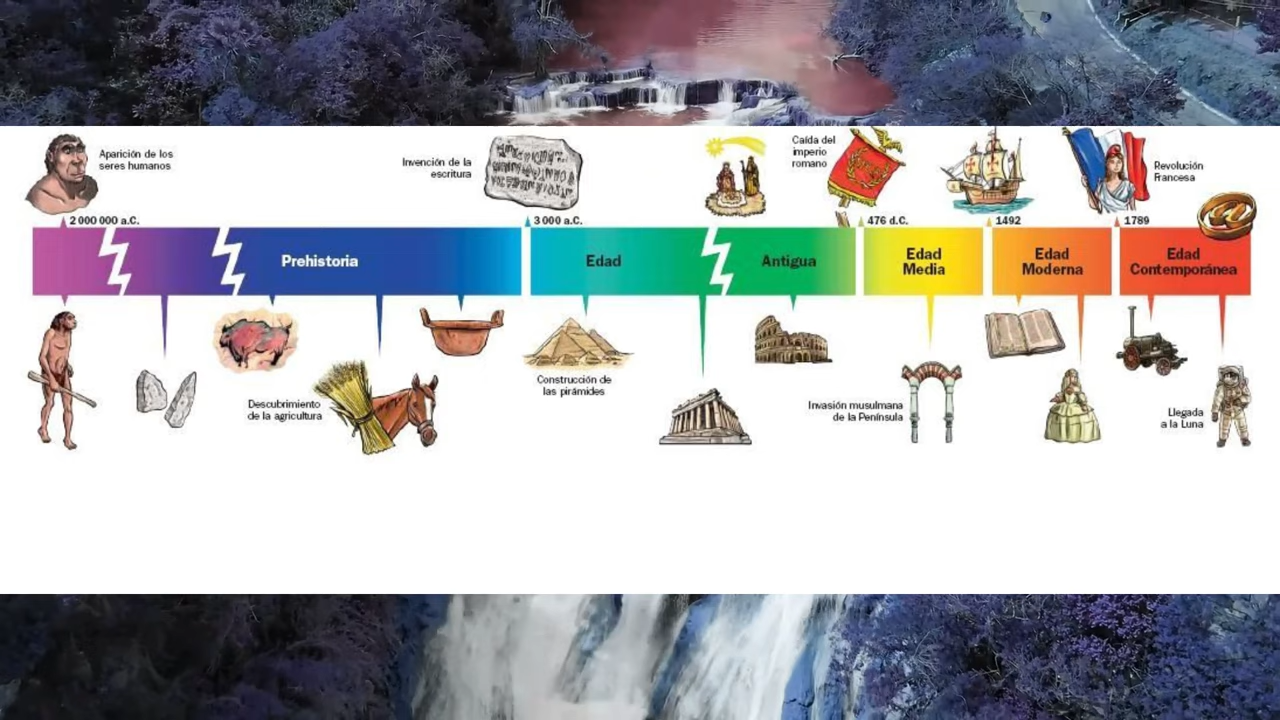 Aparición de los
seres humanos
Invención de la
escritura
Caída del
imperio
romano
Revolución
Francesa
2 000 000 a.C.
3 000 a.C.
476 d.C.
1492
1789
Prehistoria
Edad
Antigua
Edad
Media
Edad
Moderna
Edad
Contemporánea
Construcción de
las pirámides
Descubrimiento
de la agricultura
Invasión musulmana
de la Península
Llegada
a la Luna